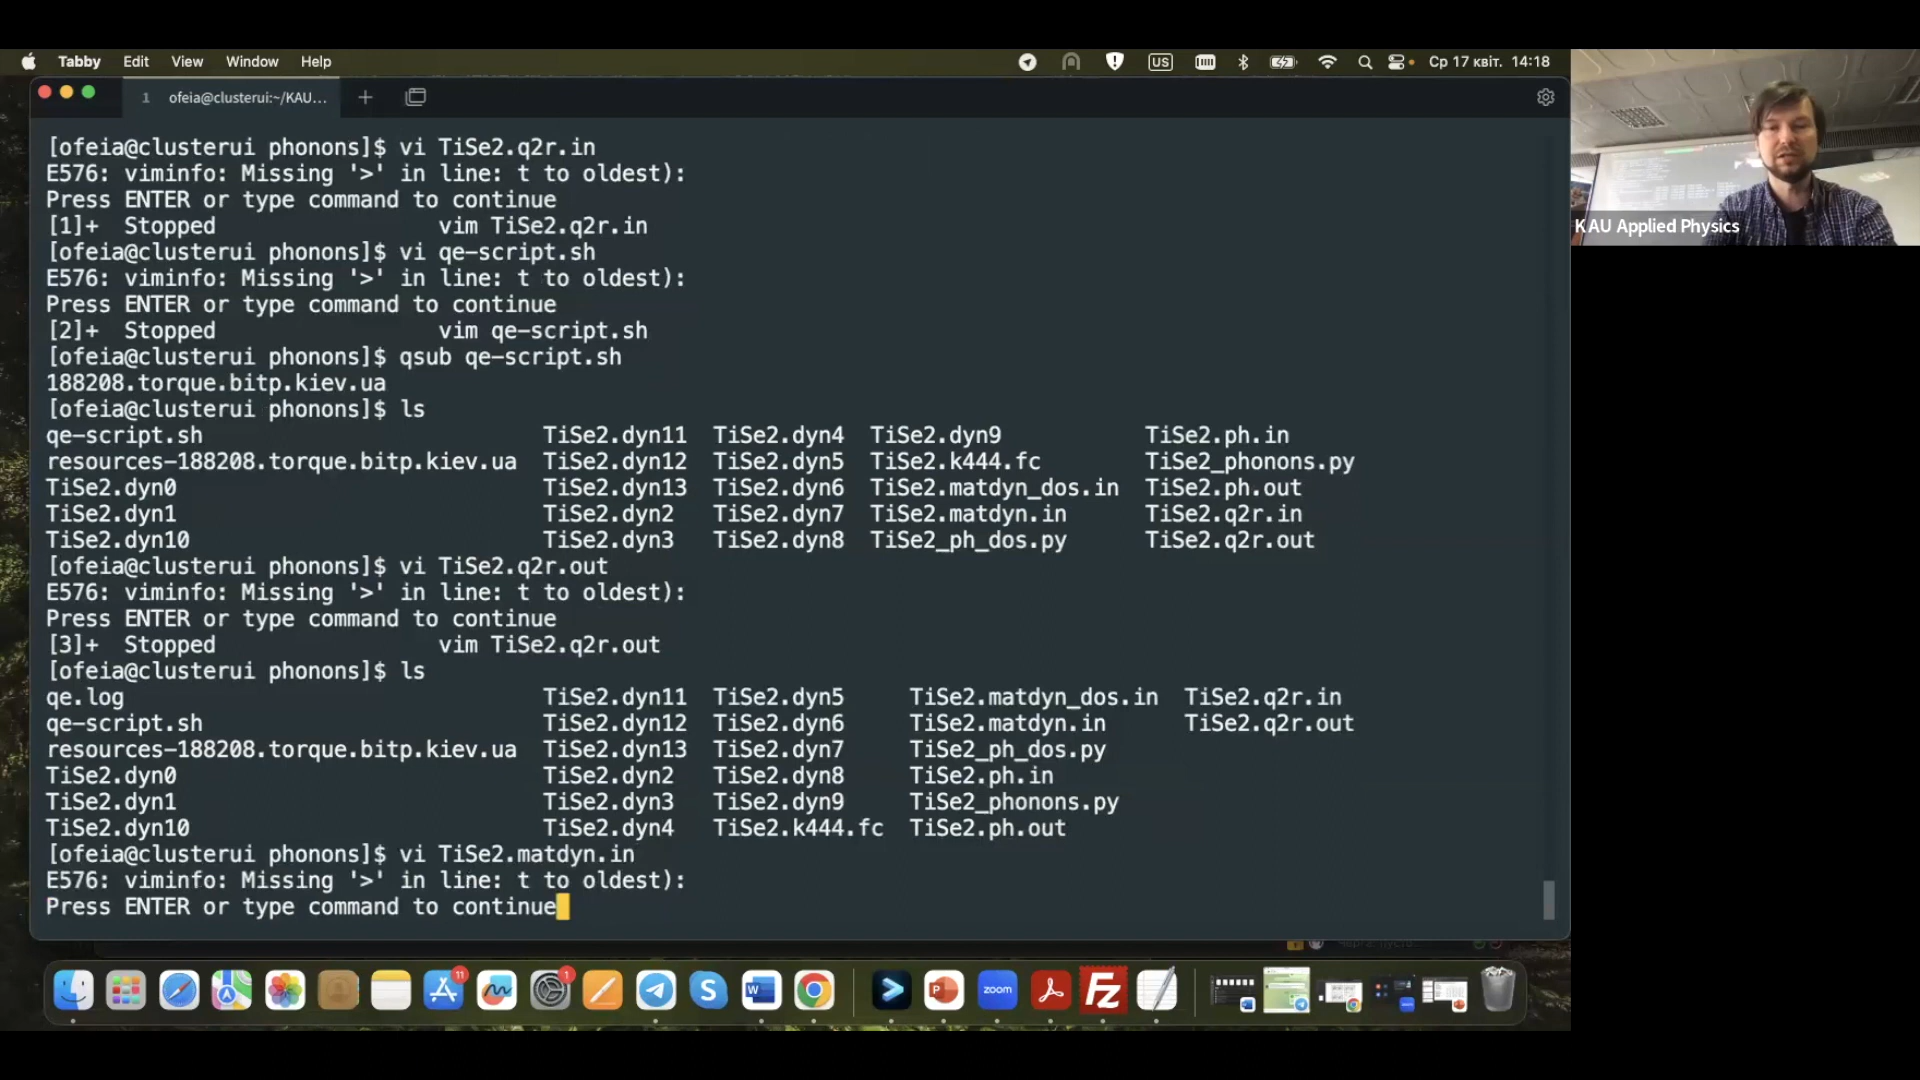 Tabby Edit View Window Help US Ср 17 квіт. 14:18
1 ofeia@clusterui:~/KAU...
[ofeia@clusterui phonons]$ vi TiSe2.q2r.in
E576: viminfo: Missing '>' in line: t to oldest):
Press ENTER or type command to continue
[1]+ Stopped vim TiSe2.q2r.in
[ofeia@clusterui phonons]$ vi qe-script.sh
E576: viminfo: Missing '>' in line: t to oldest):
Press ENTER or type command to continue
[2]+ Stopped vim qe-script.sh
[ofeia@clusterui phonons]$ qsub qe-script.sh
188208.torque.bitp.kiev.ua
[ofeia@clusterui phonons]$ ls
qe-script.sh TiSe2.dyn11 TiSe2.dyn4 TiSe2.dyn9 TiSe2.ph.in
resources-188208.torque.bitp.kiev.ua TiSe2.dyn12 TiSe2.dyn5 TiSe2.k444.fc TiSe2_phonons.py
TiSe2.dyn0 TiSe2.dyn13 TiSe2.dyn6 TiSe2.matdyn_dos.in TiSe2.ph.out
TiSe2.dyn1 TiSe2.dyn2 TiSe2.dyn7 TiSe2.matdyn.in TiSe2.q2r.in
TiSe2.dyn10 TiSe2.dyn3 TiSe2.dyn8 TiSe2_ph_dos.py TiSe2.q2r.out
[ofeia@clusterui phonons]$ vi TiSe2.q2r.out
E576: viminfo: Missing '>' in line: t to oldest):
Press ENTER or type command to continue
[3]+ Stopped vim TiSe2.q2r.out
[ofeia@clusterui phonons]$ ls
qe.log TiSe2.dyn11 TiSe2.dyn5 TiSe2.matdyn_dos.in TiSe2.q2r.in
qe-script.sh TiSe2.dyn12 TiSe2.dyn6 TiSe2.matdyn.in TiSe2.q2r.out
resources-188208.torque.bitp.kiev.ua TiSe2.dyn13 TiSe2.dyn7 TiSe2_ph_dos.py
TiSe2.dyn0 TiSe2.dyn2 TiSe2.dyn8 TiSe2.ph.in
TiSe2.dyn1 TiSe2.dyn3 TiSe2.dyn9 TiSe2_phonons.py
TiSe2.dyn10 TiSe2.dyn4 TiSe2.k444.fc TiSe2.ph.out
[ofeia@clusterui phonons]$ vi TiSe2.matdyn.in
E576: viminfo: Missing '>' in line: t to oldest):
Press ENTER or type command to continue
KAU Applied Physics
11 1 S W P zoom FZ